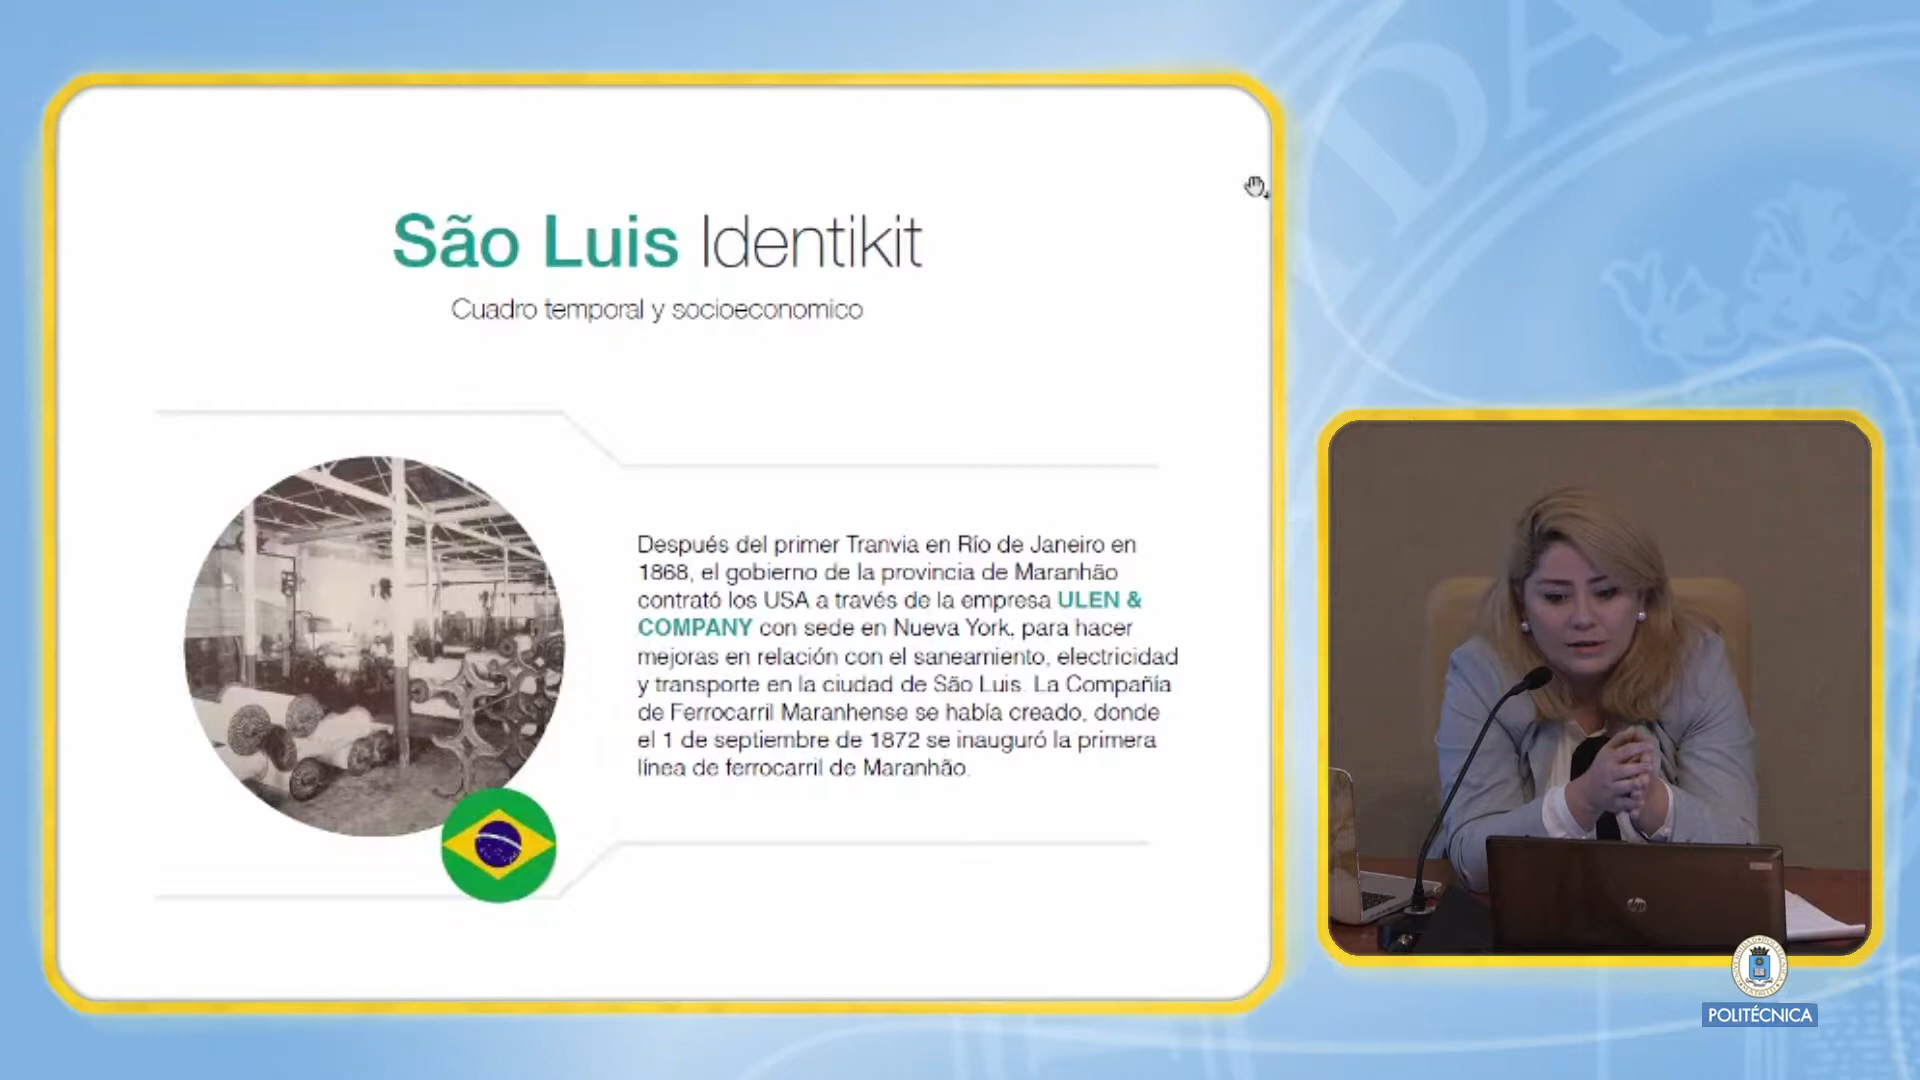 São Luis Identikit
Cuadro temporal y socioeconomico
Después del primer Tranvia en Río de Janeiro en
1868, el gobierno de la provincia de Maranhão
contrató los USA a través de la empresa ULEN &
COMPANY con sede en Nueva York, para hacer
mejoras en relación con el saneamiento, electricidad
y transporte en la ciudad de São Luis. La Compañía
de Ferrocarril Maranhense se había creado, donde
el 1 de septiembre de 1872 se inauguró la primera
línea de ferrocarril de Maranhão.
hp
POLITÉCNICA